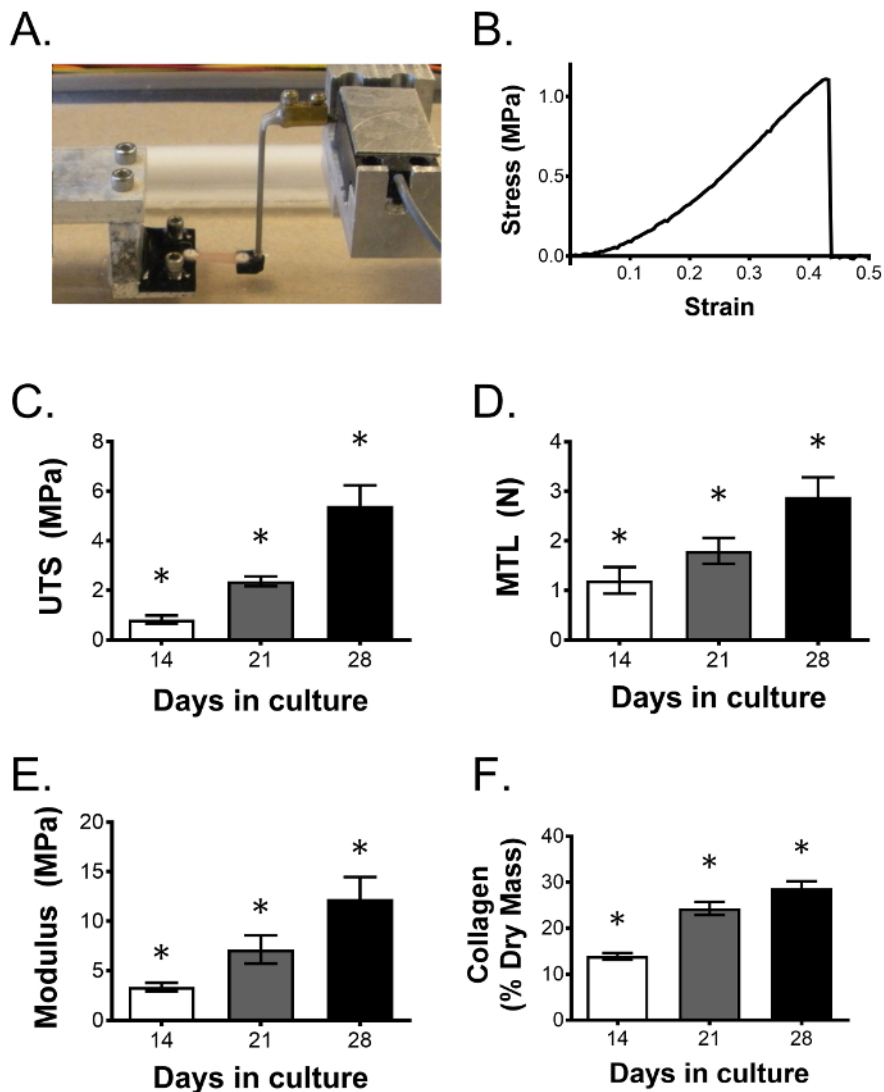 A.
B.
Stress (MPa)
1.0
0.5
0.0
0.1 0.2 0.3 0.4 0.5
Strain
C.
D.
UTS (MPa)
8
6
4
2
0
*
*
*
14 21 28
Days in culture
MTL (N)
4
3
2
1
0
*
*
*
14 21 28
Days in culture
E.
F.
Modulus (MPa)
20
15
10
5
0
*
*
*
14 21 28
Days in culture
Collagen
(% Dry Mass)
40
30
20
10
0
*
*
*
14 21 28
Days in culture